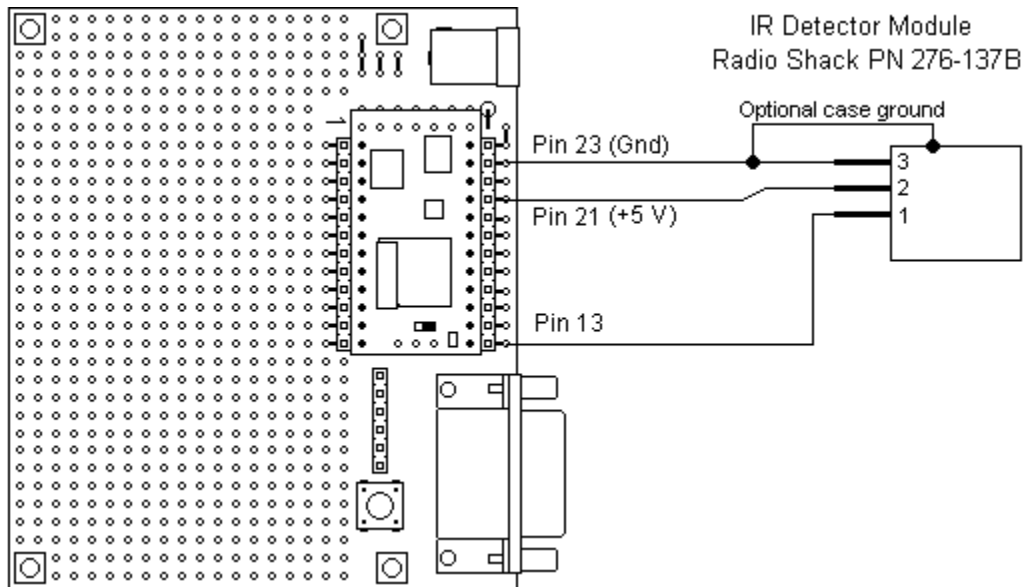 IR Detector Module
Radio Shack PN 276-137B
Optional case ground
Pin 23 (Gnd)
3
2
Pin 21 (+5 V)
1
Pin 13
1